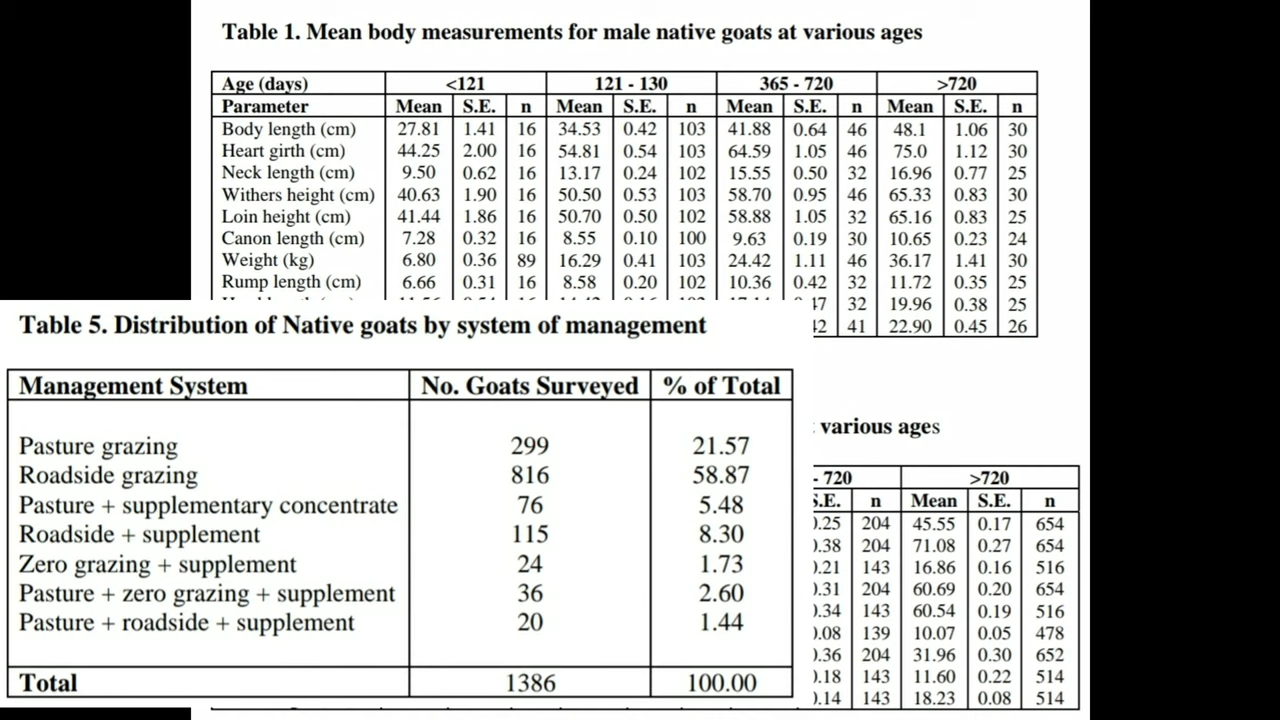 Table 1. Mean body measurements for male native goats at various ages
Age (days) <121 121 - 130 365 - 720 >720
Parameter Mean S.E. n Mean S.E. n Mean S.E. n Mean S.E. n
Body length (cm) 27.81 1.41 16 34.53 0.42 103 41.88 0.64 46 48.1 1.06 30
Heart girth (cm) 44.25 2.00 16 54.81 0.54 103 64.59 1.05 46 75.0 1.12 30
Neck length (cm) 9.50 0.62 16 13.17 0.24 102 15.55 0.50 32 16.96 0.77 25
Withers height (cm) 40.63 1.90 16 50.50 0.53 103 58.70 0.95 46 65.33 0.83 30
Loin height (cm) 41.44 1.86 16 50.70 0.50 102 58.88 1.05 32 65.16 0.83 25
Canon length (cm) 7.28 0.32 16 8.55 0.10 100 9.63 0.19 30 10.65 0.23 24
Weight (kg) 6.80 0.36 89 16.29 0.41 103 24.42 1.11 46 36.17 1.41 30
Rump length (cm) 6.66 0.31 16 8.58 0.20 102 10.36 0.42 32 11.72 0.35 25
32 19.96 0.38 25
41 22.90 0.45 26
Table 5. Distribution of Native goats by system of management
Management System No. Goats Surveyed % of Total
Pasture grazing 299 21.57
Roadside grazing 816 58.87
Pasture + supplementary concentrate 76 5.48
Roadside + supplement 115 8.30
Zero grazing + supplement 24 1.73
Pasture + zero grazing + supplement 36 2.60
Pasture + roadside + supplement 20 1.44
Total 1386 100.00
various ages
- 720 >720
S.E. n Mean S.E. n
.25 204 45.55 0.17 654
.38 204 71.08 0.27 654
.21 143 16.86 0.16 516
.31 204 60.69 0.20 654
.34 143 60.54 0.19 516
.08 139 10.07 0.05 478
.36 204 31.96 0.30 652
.18 143 11.60 0.22 514
.14 143 18.23 0.08 514